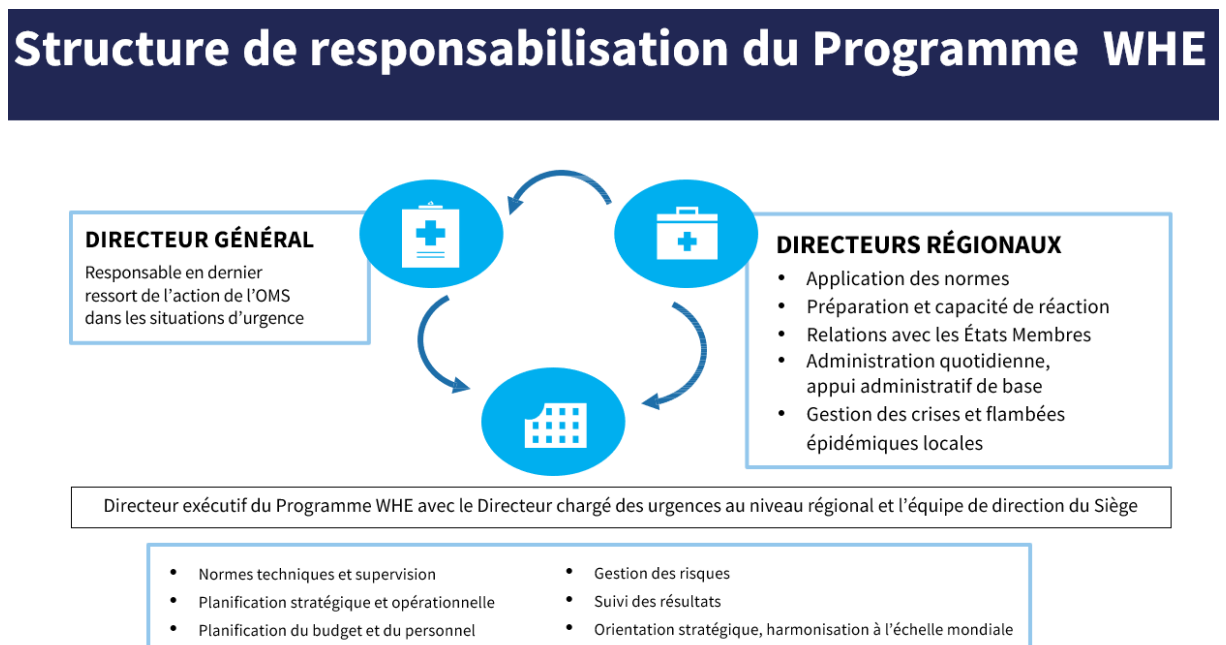 Structure de responsabilisation du Programme WHE
DIRECTEUR GÉNÉRAL
Responsable en dernier
ressort de l’action de l’OMS
dans les situations d’urgence
DIRECTEURS RÉGIONAUX
• Application des normes
• Préparation et capacité de réaction
• Relations avec les États Membres
• Administration quotidienne,
appui administratif de base
• Gestion des crises et flambées
épidémiques locales
Directeur exécutif du Programme WHE avec le Directeur chargé des urgences au niveau régional et l’équipe de direction du Siège
• Normes techniques et supervision
• Planification stratégique et opérationnelle
• Planification du budget et du personnel
• Gestion des risques
• Suivi des résultats
• Orientation stratégique, harmonisation à l’échelle mondiale